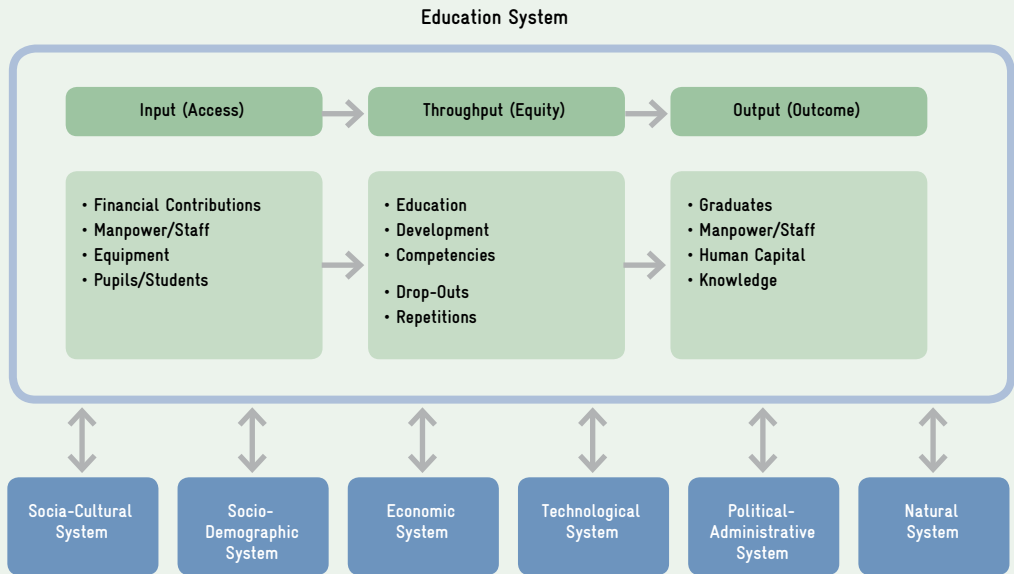 Education System
Input (Access)
Throughput (Equity)
Output (Outcome)
• Financial Contributions
• Manpower/Staff
• Equipment
• Pupils/Students
• Education
• Development
• Competencies
• Drop-Outs
• Repetitions
• Graduates
• Manpower/Staff
• Human Capital
• Knowledge
Socia-Cultural
System
Socio-
Demographic
System
Economic
System
Technological
System
Political-
Administrative
System
Natural
System